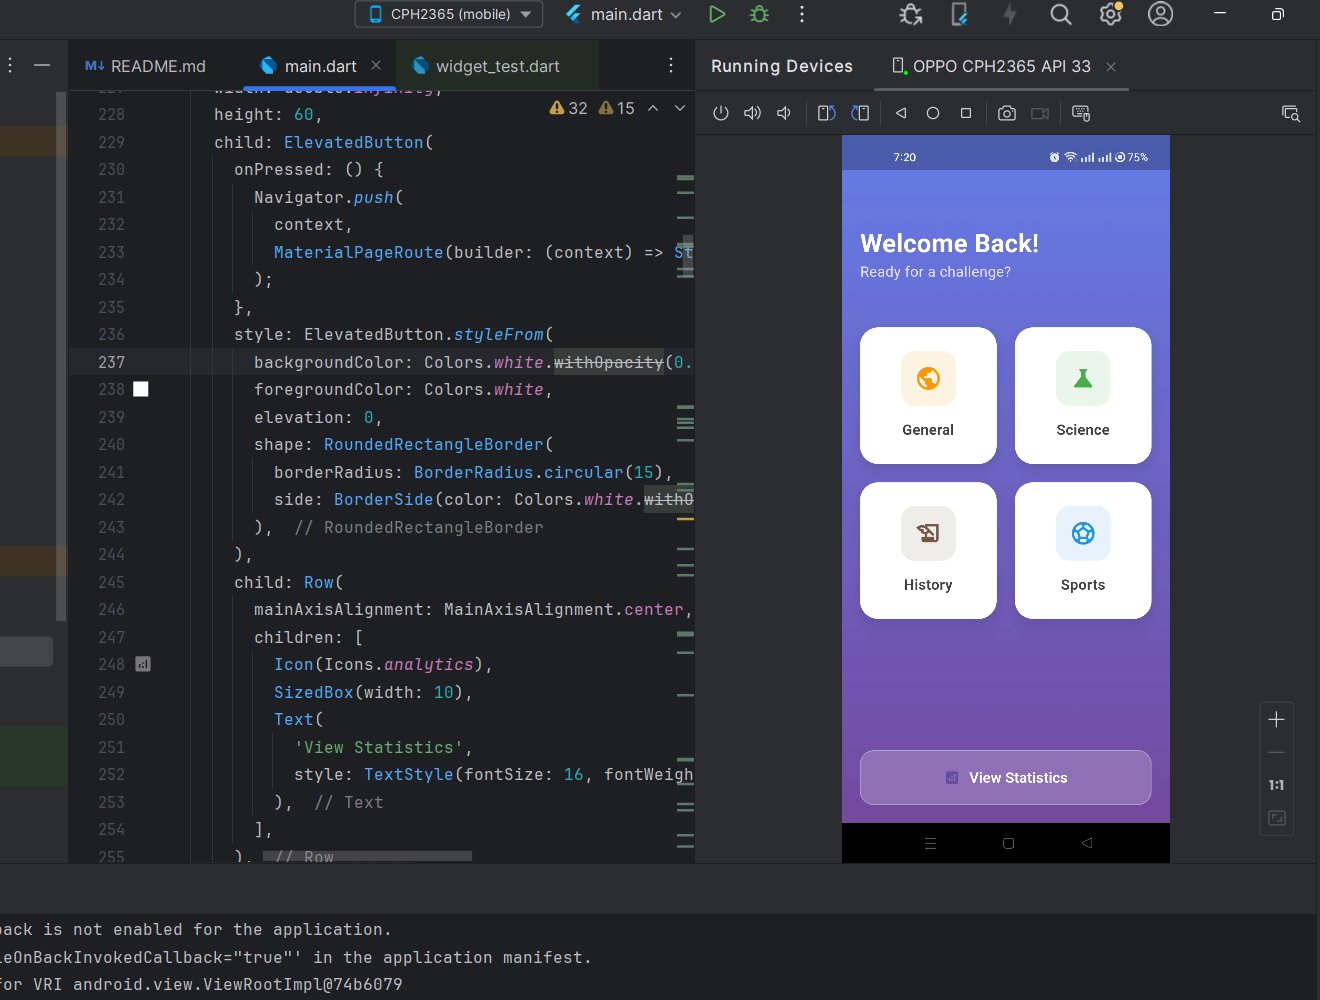 CPH2365 (mobile)
main.dart
README.md
main.dart
widget_test.dart
Running Devices
OPPO CPH2365 API 33
32
15
228 height: 60,
229 child: ElevatedButton(
230 onPressed: () {
231 Navigator.push(
232 context,
233 MaterialPageRoute(builder: (context) => St
234 );
235 },
236 style: ElevatedButton.styleFrom(
237 backgroundColor: Colors.white.withOpacity(0.
238 foregroundColor: Colors.white,
239 elevation: 0,
240 shape: RoundedRectangleBorder(
241 borderRadius: BorderRadius.circular(15),
242 side: BorderSide(color: Colors.white.withO
243 ), // RoundedRectangleBorder
244 ),
245 child: Row(
246 mainAxisAlignment: MainAxisAlignment.center,
247 children: [
248 Icon(Icons.analytics),
249 SizedBox(width: 10),
250 Text(
251 'View Statistics',
252 style: TextStyle(fontSize: 16, fontWeigh
253 ), // Text
254 ],
255 ), // Row
7:20
75%
Welcome Back!
Ready for a challenge?
General
Science
History
Sports
View Statistics
1:1
ack is not enabled for the application.
eOnBackInvokedCallback="true"' in the application manifest.
for VRI android.view.ViewRootImpl@74b6079